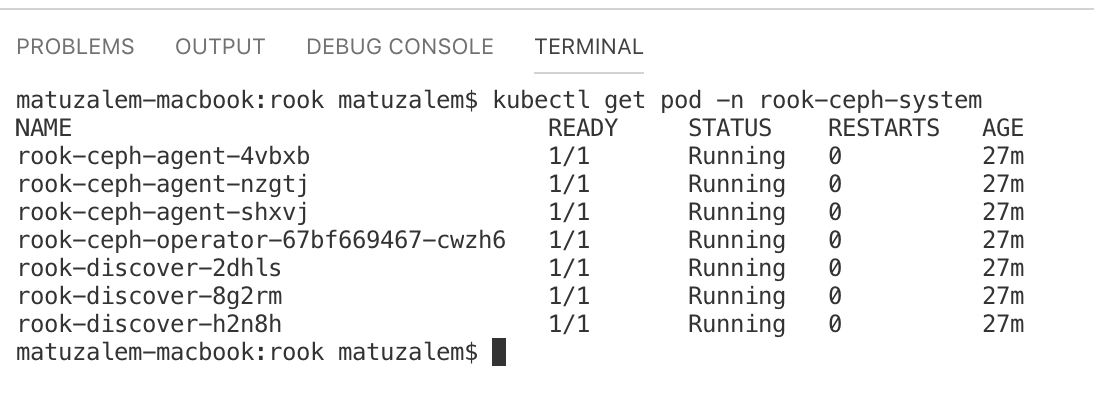 PROBLEMS OUTPUT DEBUG CONSOLE TERMINAL
matuzalem-macbook:rook matuzalem$ kubectl get pod -n rook-ceph-system
NAME READY STATUS RESTARTS AGE
rook-ceph-agent-4vbxb 1/1 Running 0 27m
rook-ceph-agent-nzgtj 1/1 Running 0 27m
rook-ceph-agent-shxvj 1/1 Running 0 27m
rook-ceph-operator-67bf669467-cwzh6 1/1 Running 0 27m
rook-discover-2dhls 1/1 Running 0 27m
rook-discover-8g2rm 1/1 Running 0 27m
rook-discover-h2n8h 1/1 Running 0 27m
matuzalem-macbook:rook matuzalem$